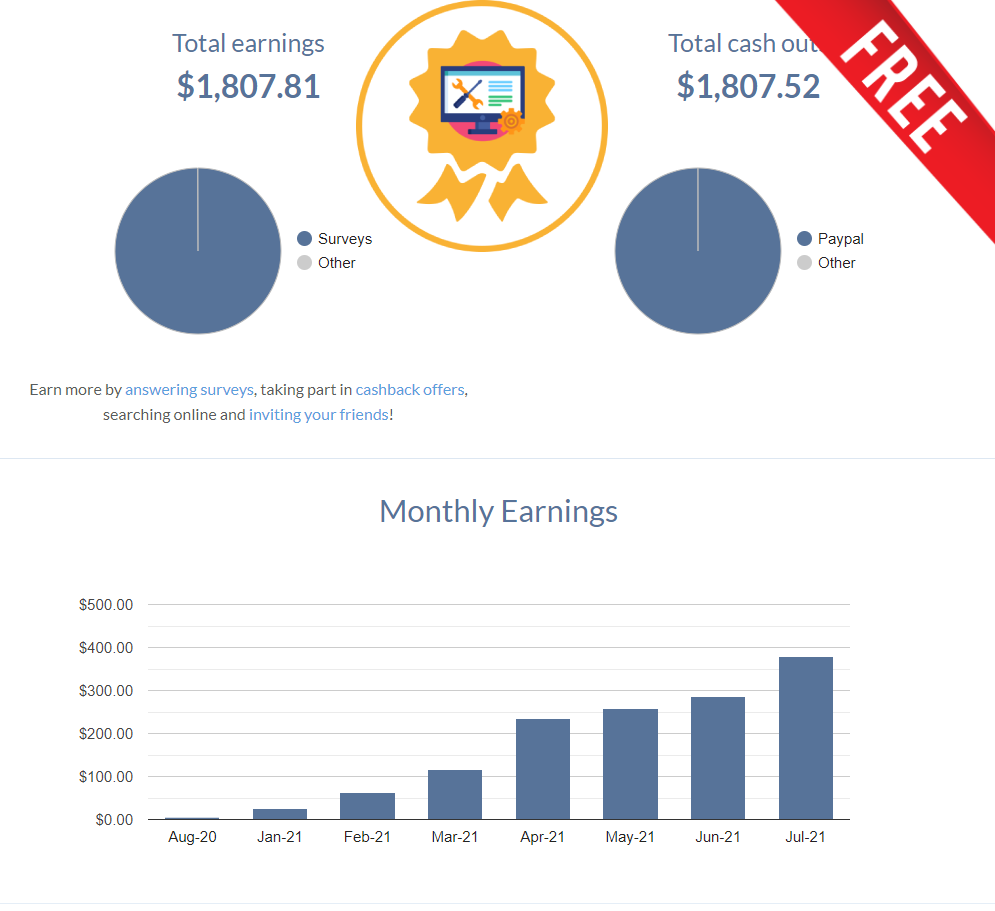 Total earnings
$1,807.81
Total cash out
$1,807.52
FREE
Surveys
Other
Paypal
Other
Earn more by answering surveys, taking part in cashback offers,
searching online and inviting your friends!
Monthly Earnings
$500.00
$400.00
$300.00
$200.00
$100.00
$0.00
Aug-20 Jan-21 Feb-21 Mar-21 Apr-21 May-21 Jun-21 Jul-21